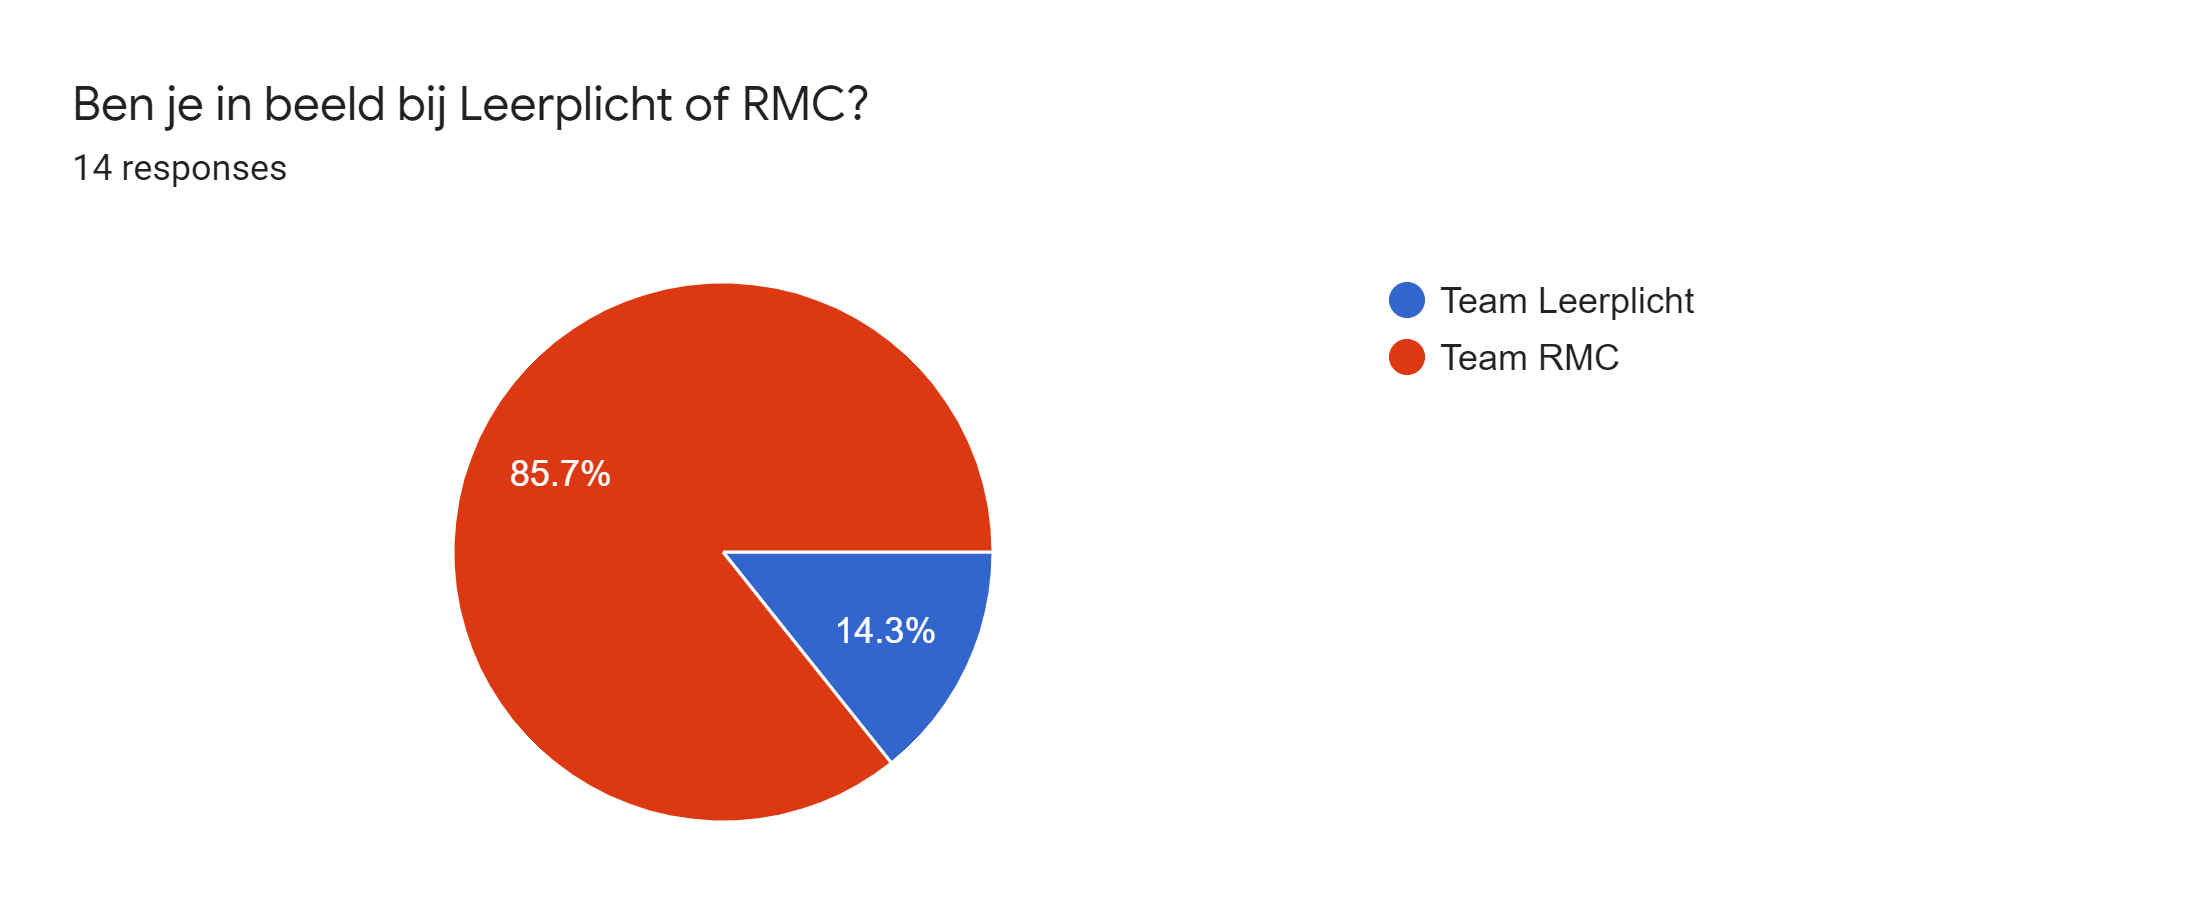 Ben je in beeld bij Leerplicht of RMC?
14 responses
Team Leerplicht
Team RMC
85.7%
14.3%